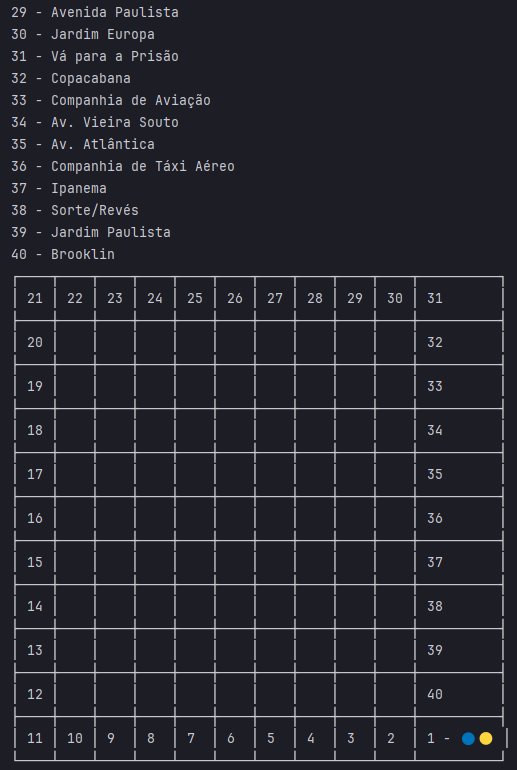 29 - Avenida Paulista
30 - Jardim Europa
31 - Vá para a Prisão
32 - Copacabana
33 - Companhia de Aviação
34 - Av. Vieira Souto
35 - Av. Atlântica
36 - Companhia de Táxi Aéreo
37 - Ipanema
38 - Sorte/Revés
39 - Jardim Paulista
40 - Brooklin
21 22 23 24 25 26 27 28 29 30 31
20 32
19 33
18 34
17 35
16 36
15 37
14 38
13 39
12 40
11 10 9 8 7 6 5 4 3 2 1 - 🔵🟡